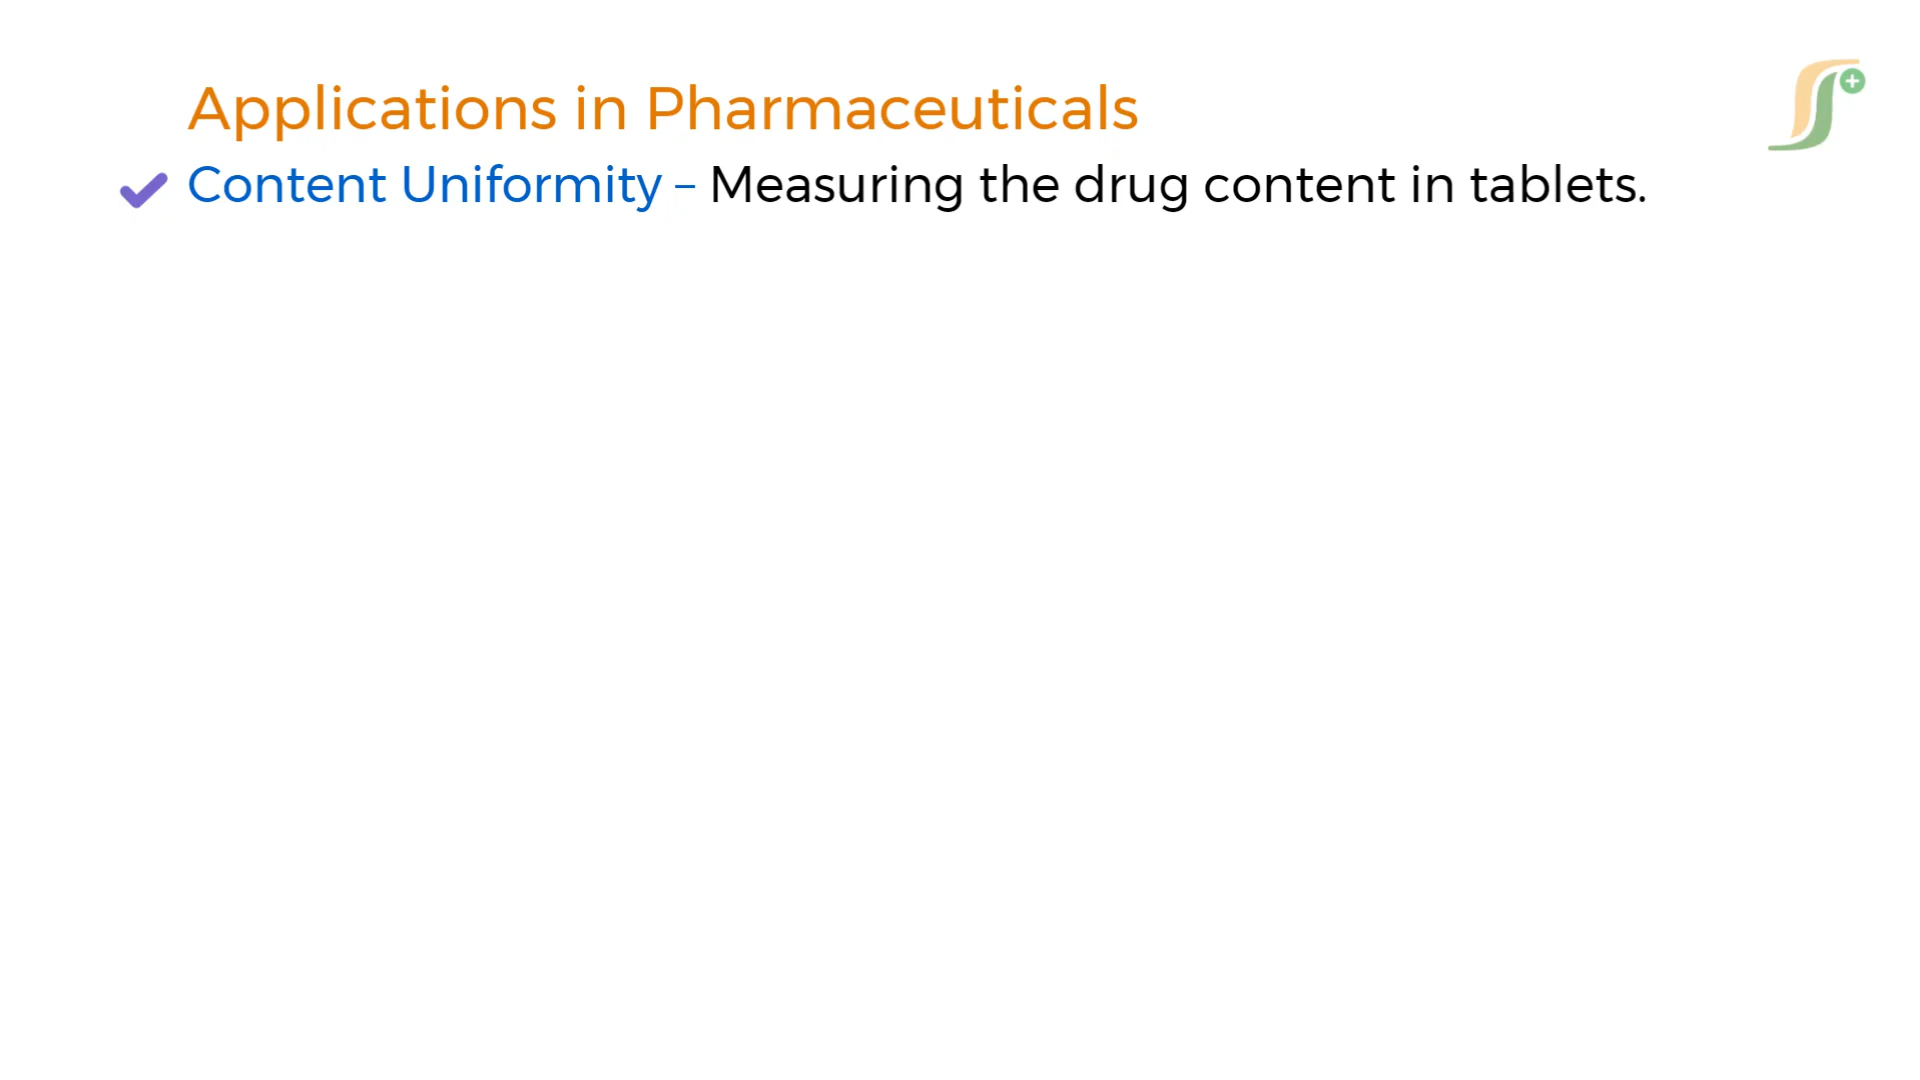 Applications in Pharmaceuticals
Content Uniformity – Measuring the drug content in tablets.